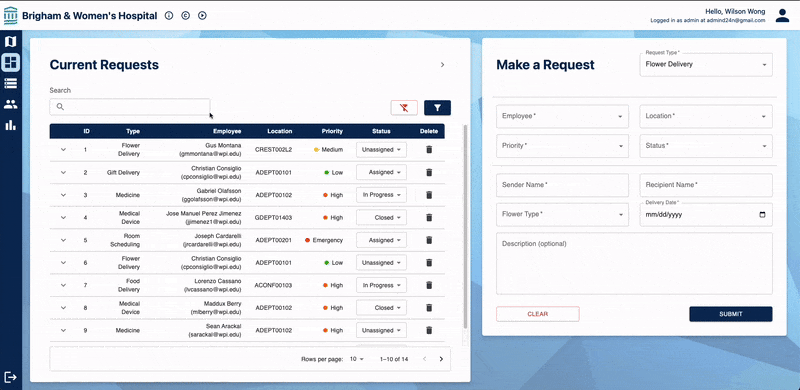 Brigham & Women's Hospital
Hello, Wilson Wong
Logged in as admin at admind24n@gmail.com
Current Requests
Search
ID Type Employee Location Priority Status Delete
1 Flower Delivery Gus Montana (gmmontana@wpi.edu) CREST002L2 Medium Unassigned
2 Gift Delivery Christian Consiglio (cpconsiglio@wpi.edu) ADEPT00101 Low Assigned
3 Medicine Gabriel Olafsson (ggolafsson@wpi.edu) ADEPT00102 High In Progress
4 Medical Device Jose Manuel Perez Jimenez (jjimenez1@wpi.edu) GDEPT01403 High Closed
5 Room Scheduling Joseph Cardarelli (jrcardarelli@wpi.edu) ADEPT00201 Emergency Assigned
6 Flower Delivery Christian Consiglio (cpconsiglio@wpi.edu) ADEPT00101 Low Unassigned
7 Food Delivery Lorenzo Cassano (lvcassano@wpi.edu) ACONF00103 High In Progress
8 Medical Device Maddux Berry (miberry@wpi.edu) ADEPT00102 High Closed
9 Medicine Sean Arackal (sarackal@wpi.edu) ADEPT00102 High Unassigned
Rows per page: 10 1–10 of 14
Make a Request
Request Type *
Flower Delivery
Employee * Location *
Priority * Status *
Sender Name * Recipient Name *
Flower Type * Delivery Date *
mm/dd/yyyy
Description (optional)
CLEAR SUBMIT